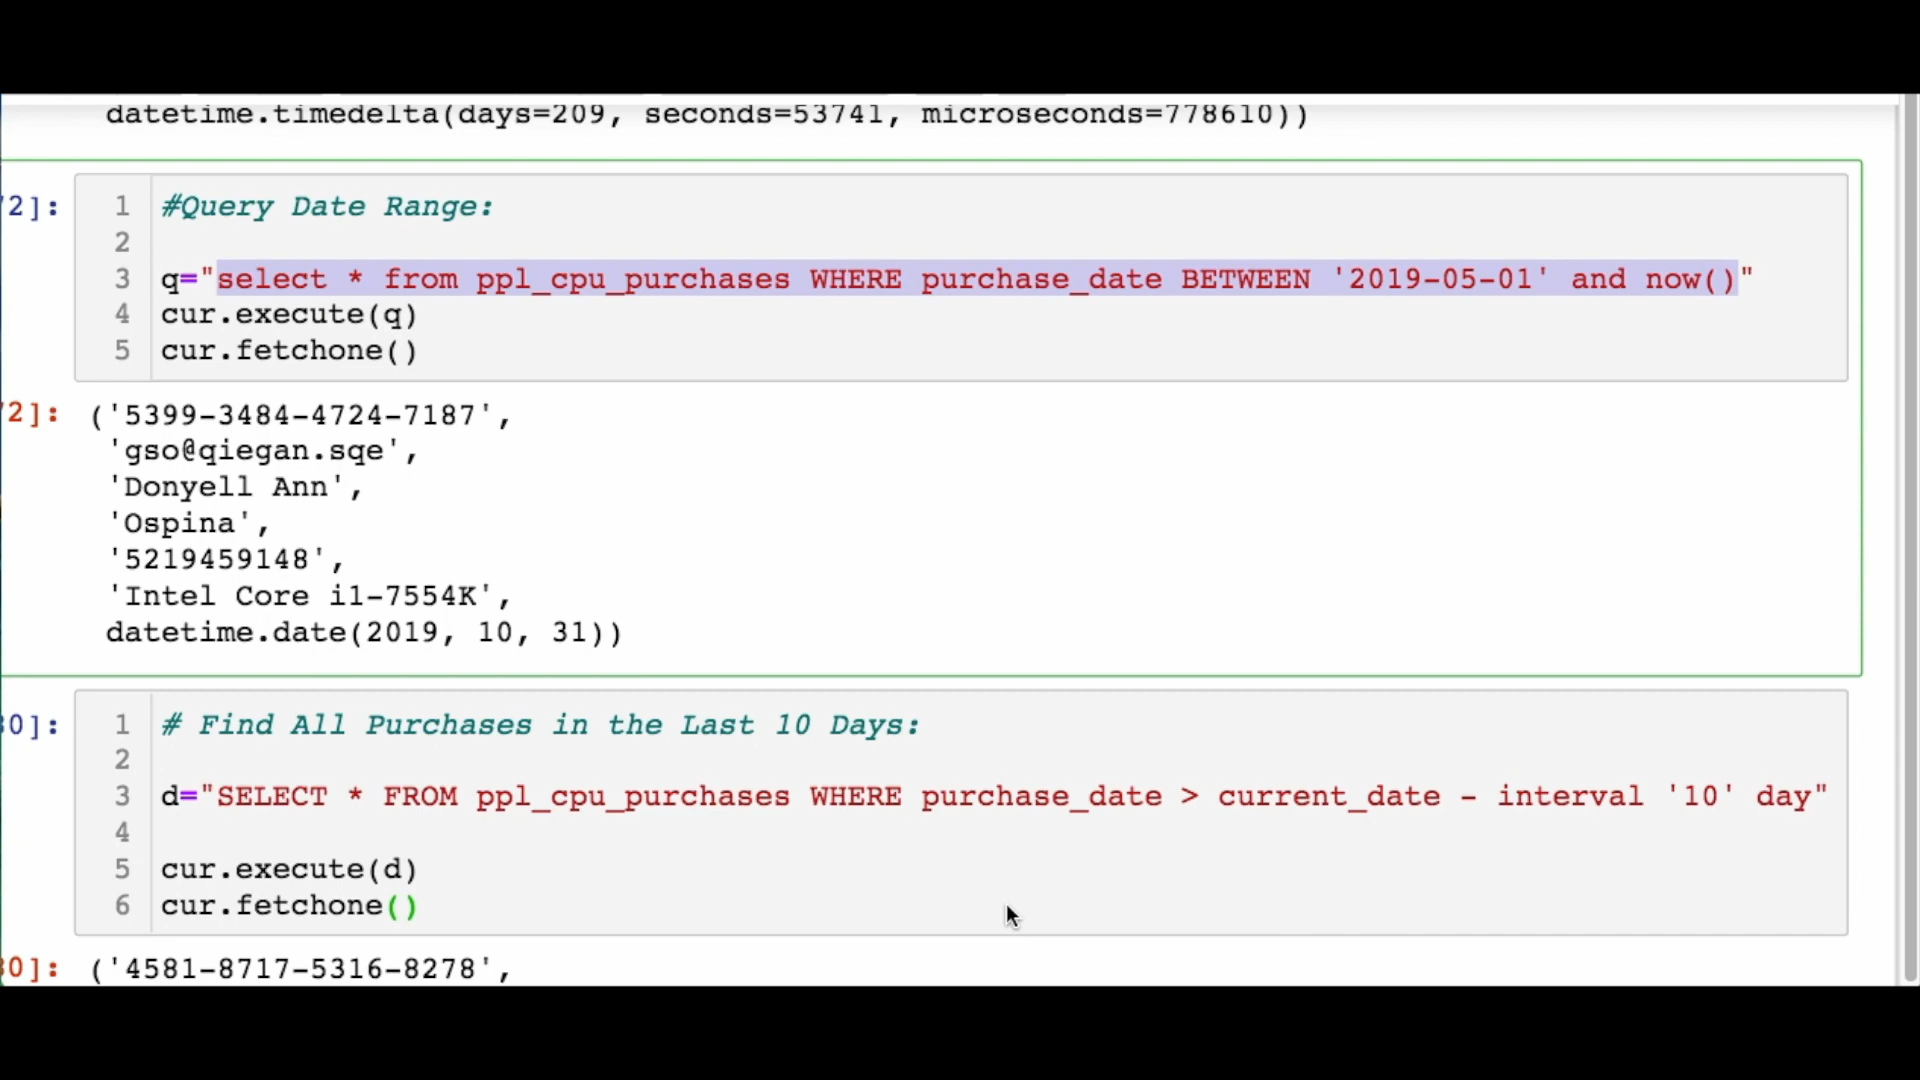 datetime.timedelta(days=209, seconds=53741, microseconds=778610))
2]: 1 #Query Date Range:
2
3 q="select * from ppl_cpu_purchases WHERE purchase_date BETWEEN '2019-05-01' and now()"
4 cur.execute(q)
5 cur.fetchone()
2]: ('5399-3484-4724-7187',
'gso@qiegan.sqe',
'Donyell Ann',
'Ospina',
'5219459148',
'Intel Core i1-7554K',
datetime.date(2019, 10, 31))
0]: 1 # Find All Purchases in the Last 10 Days:
2
3 d="SELECT * FROM ppl_cpu_purchases WHERE purchase_date > current_date - interval '10' day"
4
5 cur.execute(d)
6 cur.fetchone()
0]: ('4581-8717-5316-8278',